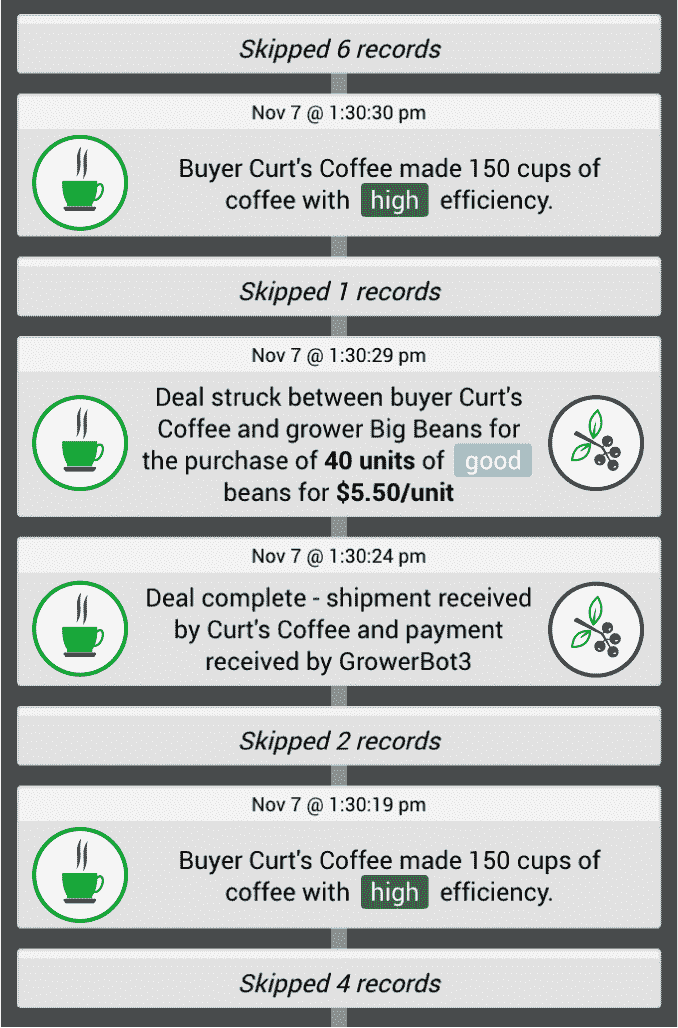 Skipped 6 records
Nov 7 @ 1:30:30 pm
Buyer Curt's Coffee made 150 cups of
coffee with high efficiency.
Skipped 1 records
Nov 7 @ 1:30:29 pm
Deal struck between buyer Curt's
Coffee and grower Big Beans for
the purchase of 40 units of good
beans for $5.50/unit
Nov 7 @ 1:30:24 pm
Deal complete - shipment received
by Curt's Coffee and payment
received by GrowerBot3
Skipped 2 records
Nov 7 @ 1:30:19 pm
Buyer Curt's Coffee made 150 cups of
coffee with high efficiency.
Skipped 4 records